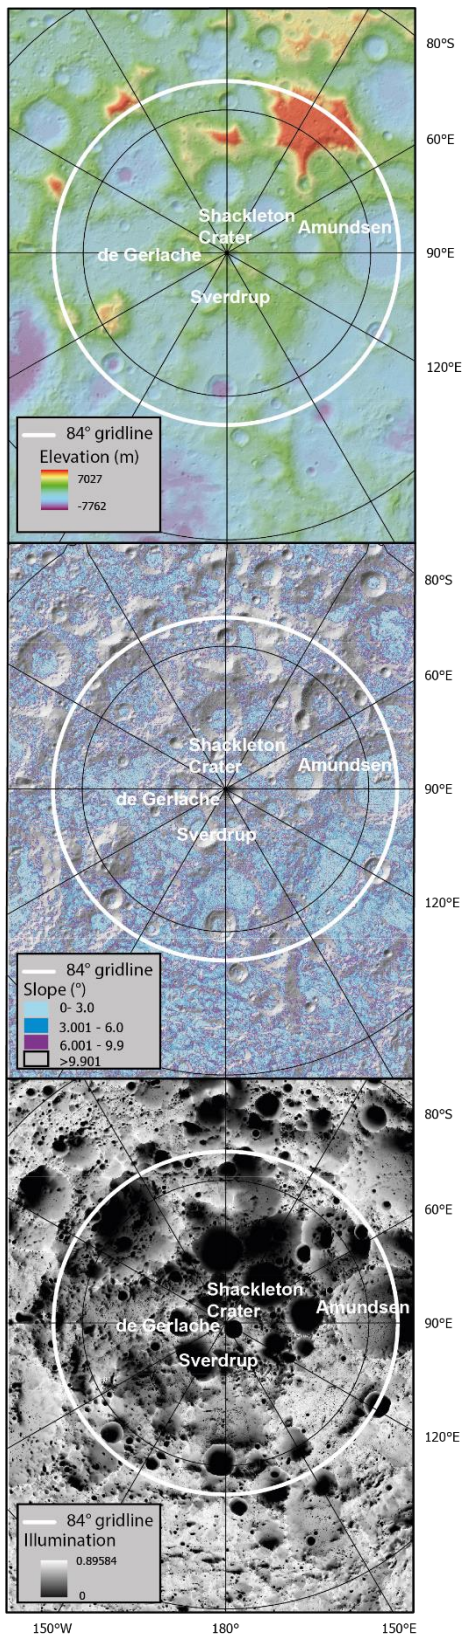 80°S
60°E
Shackleton
Crater
Amundsen
de Gerlache
90°E
Sverdrup
120°E
84° gridline
Elevation (m)
7027
-7762
80°S
60°E
Shackleton
Crater
Amundsen
de Gerlache
90°E
Sverdrup
120°E
84° gridline
Slope (°)
0- 3.0
3.001 - 6.0
6.001 - 9.9
>9.901
80°S
60°E
Shackleton
Crater
Amundsen
de Gerlache
90°E
Sverdrup
120°E
84° gridline
Illumination
0.89584
0
150°W 180° 150°E